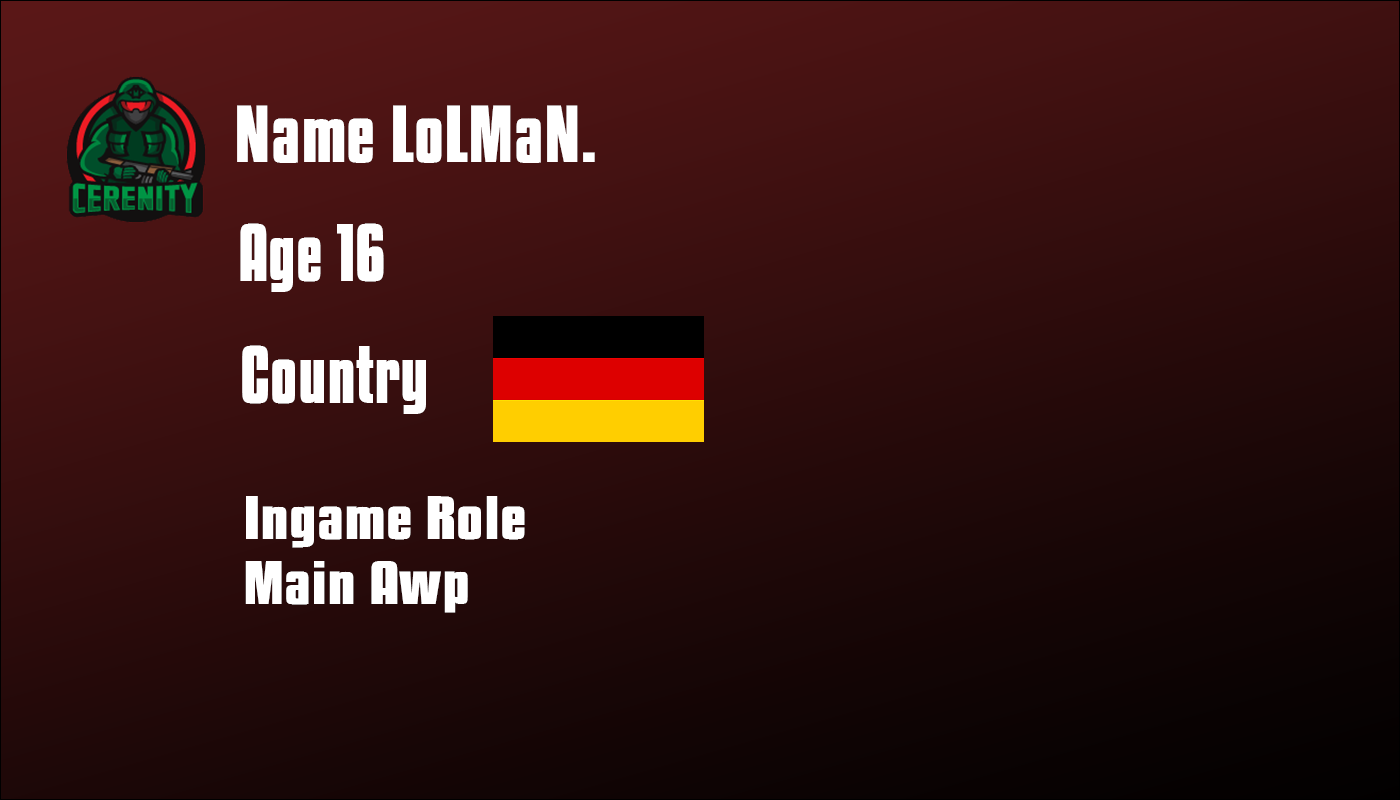 Name LoLMaN.
CERENITY
Age 16
Country
Ingame Role
Main Awp